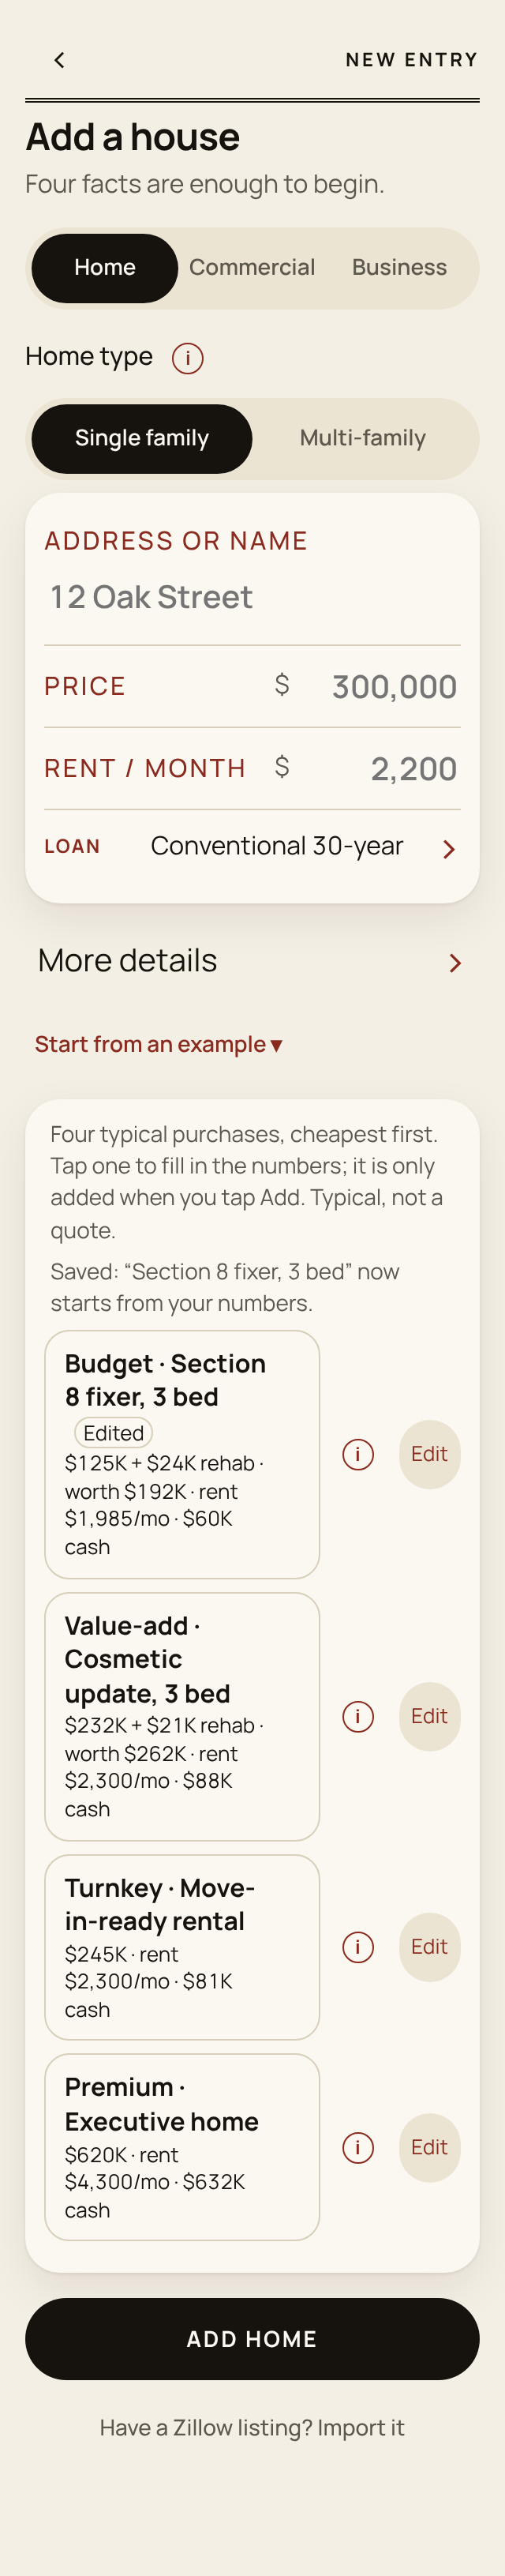 NEW ENTRY
Add a house
Four facts are enough to begin.
Home Commercial Business
Home type i
Single family Multi-family
ADDRESS OR NAME
12 Oak Street
PRICE $ 300,000
RENT / MONTH $ 2,200
LOAN Conventional 30-year
More details
Start from an example ▾
Four typical purchases, cheapest first.
Tap one to fill in the numbers; it is only
added when you tap Add. Typical, not a
quote.
Saved: “Section 8 fixer, 3 bed” now
starts from your numbers.
Budget · Section
8 fixer, 3 bed
Edited
$125K + $24K rehab ·
worth $192K · rent
$1,985/mo · $60K
cash
i Edit
Value-add ·
Cosmetic
update, 3 bed
$232K + $21K rehab ·
worth $262K · rent
$2,300/mo · $88K
cash
i Edit
Turnkey · Move-
in-ready rental
$245K · rent
$2,300/mo · $81K
cash
i Edit
Premium ·
Executive home
$620K · rent
$4,300/mo · $632K
cash
i Edit
ADD HOME
Have a Zillow listing? Import it